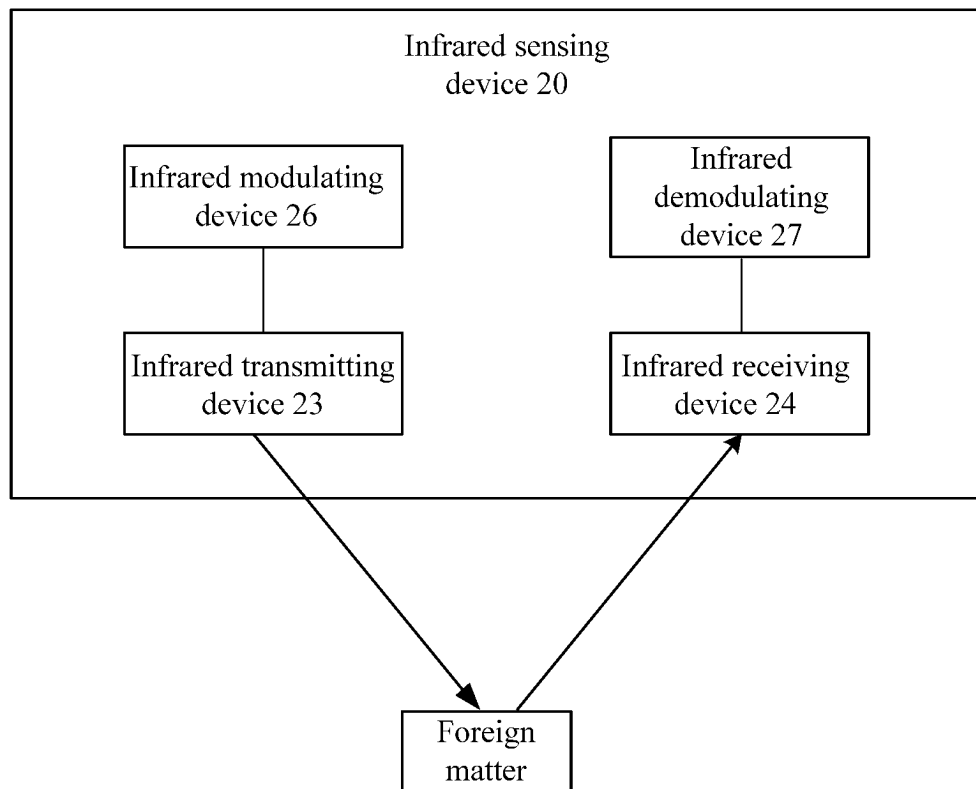 Infrared sensing
device 20
Infrared modulating
device 26
Infrared
demodulating
device 27
Infrared transmitting
device 23
Infrared receiving
device 24
Foreign
matter